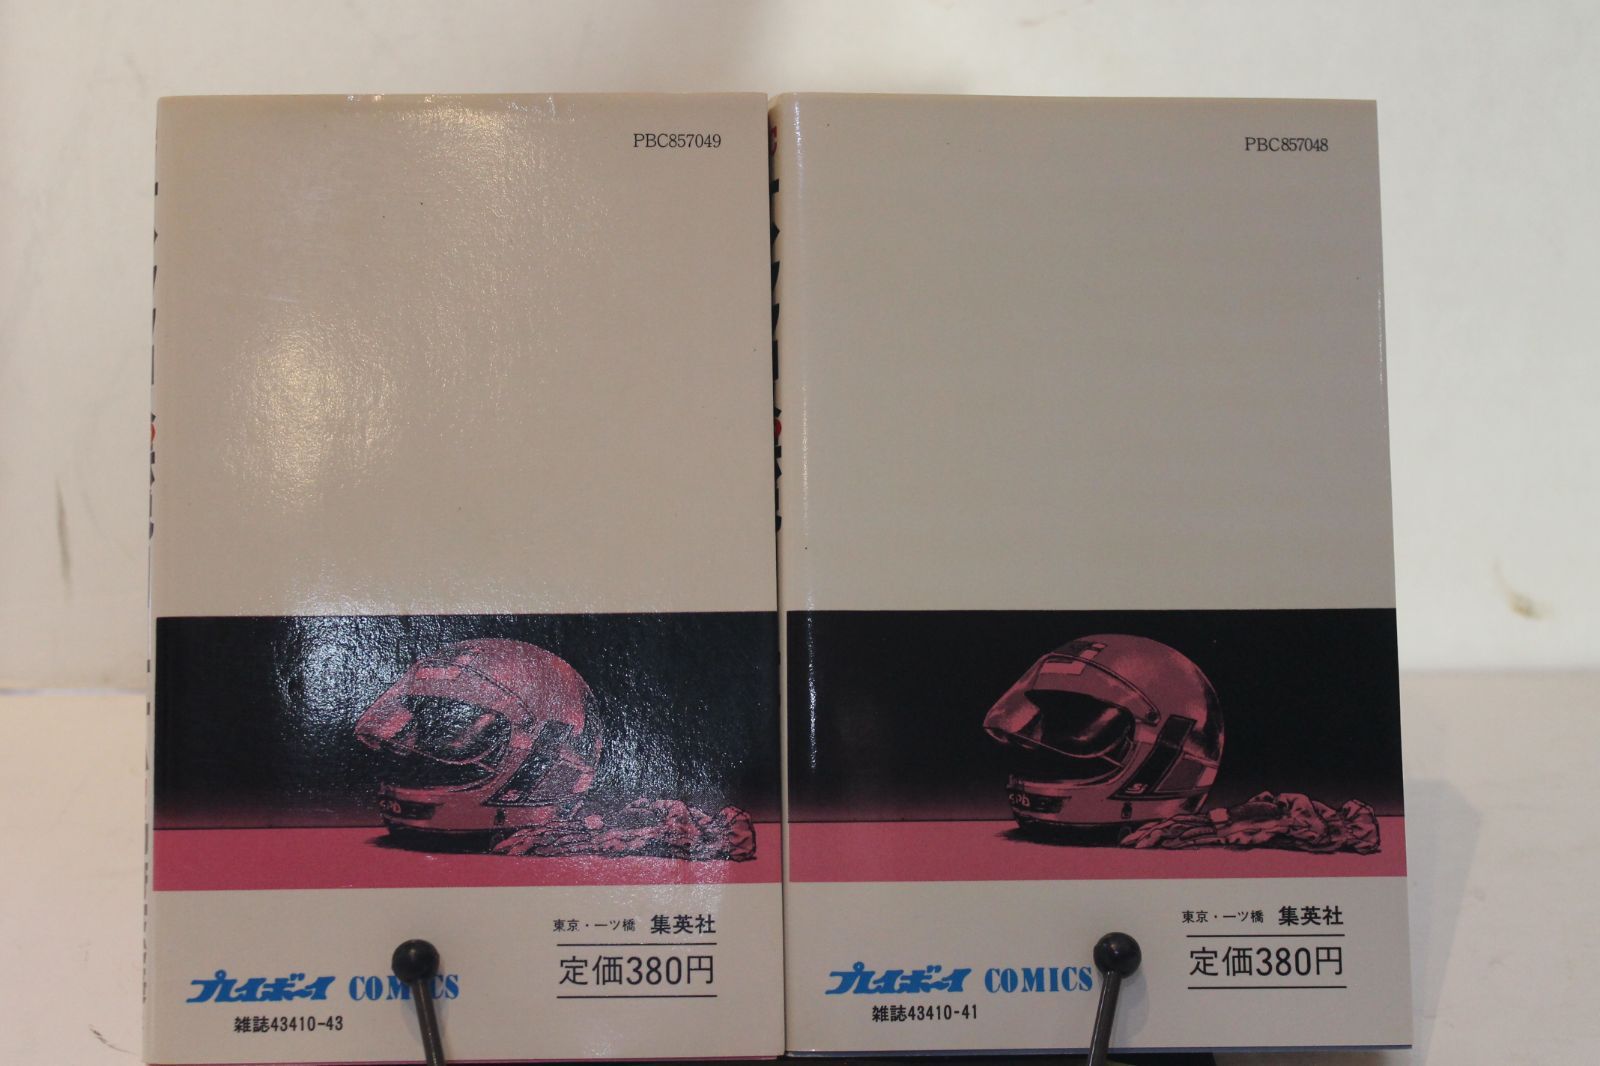 PBC857049
東京・一ツ橋 集英社
定価380円
プレイボーイ COMICS
雑誌43410-43
PBC857048
東京・一ツ橋 集英社
定価380円
プレイボーイ COMICS
雑誌43410-41